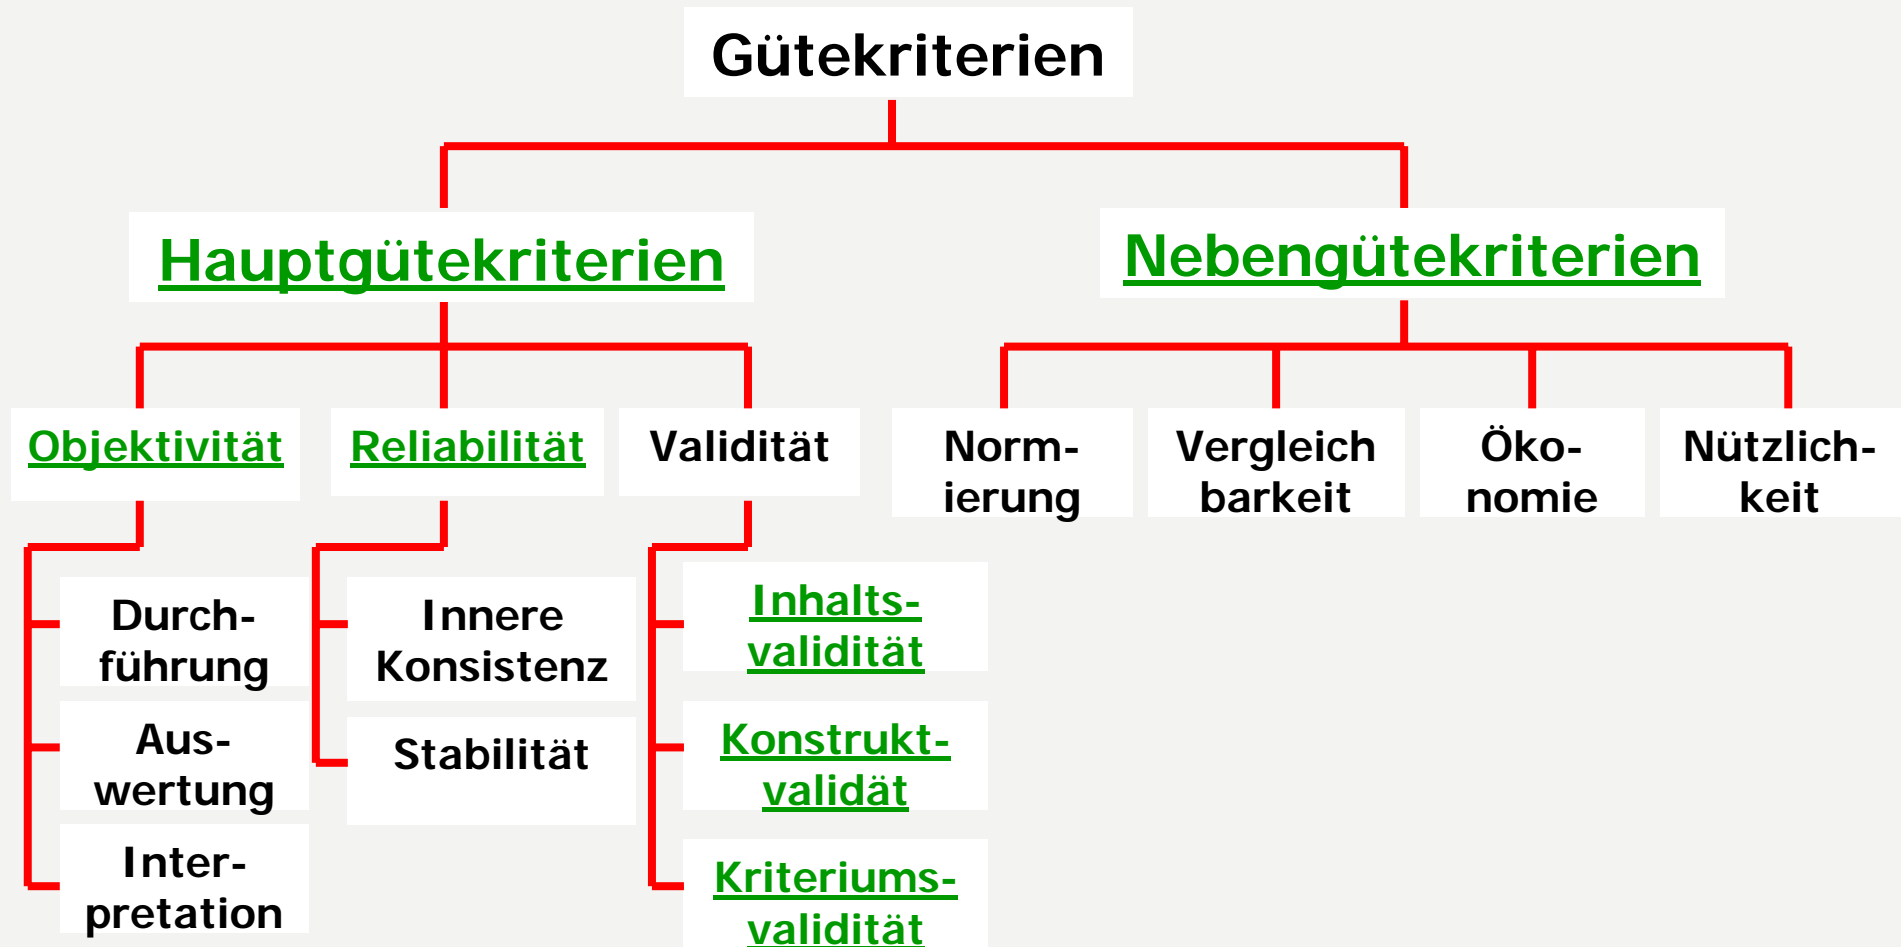 Gütekriterien
Hauptgütekriterien
Nebengütekriterien
Objektivität
Reliabilität
Validität
Norm-
ierung
Vergleich
barkeit
Öko-
nomie
Nützlich-
keit
Durch-
führung
Aus-
wertung
Inter-
pretation
Innere
Konsistenz
Stabilität
Inhalts-
validität
Konstrukt-
validät
Kriteriums-
validität